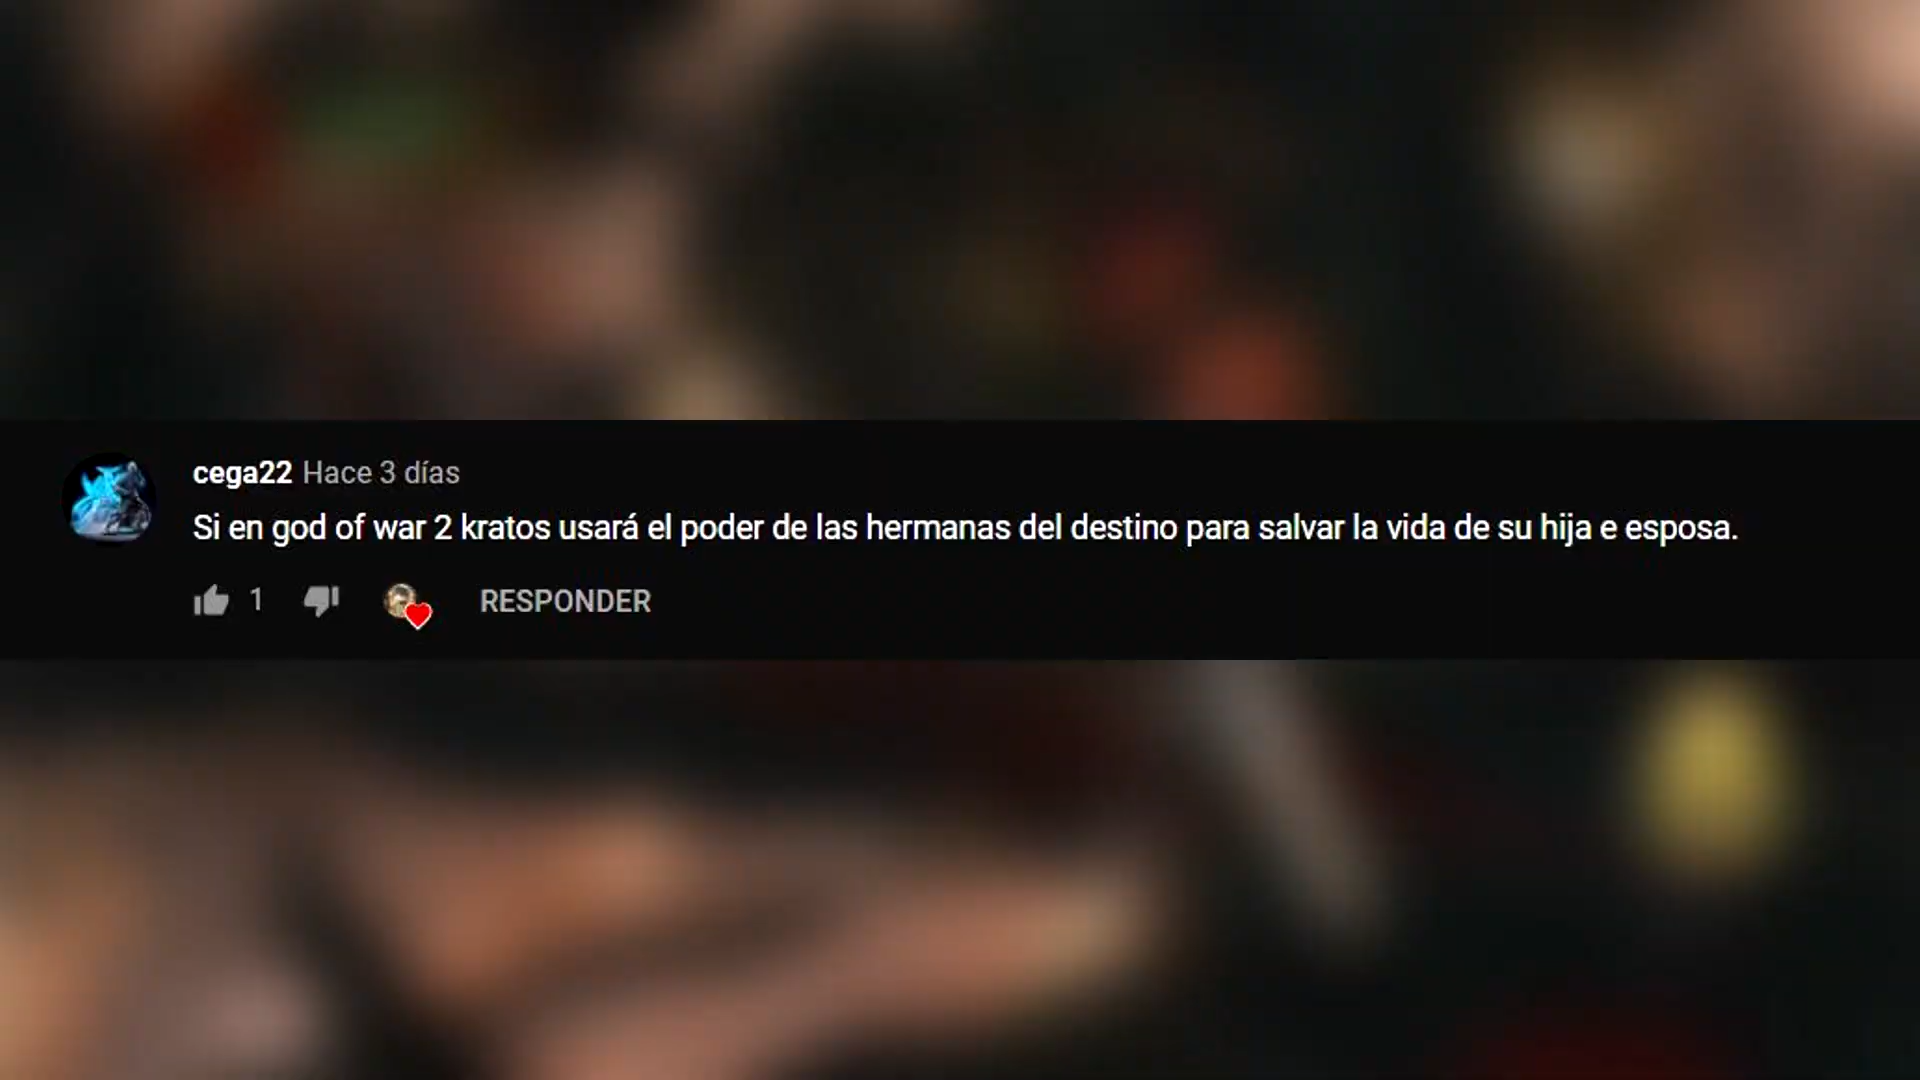 cega22 Hace 3 días
Si en god of war 2 kratos usará el poder de las hermanas del destino para salvar la vida de su hija e esposa.
1 RESPONDER